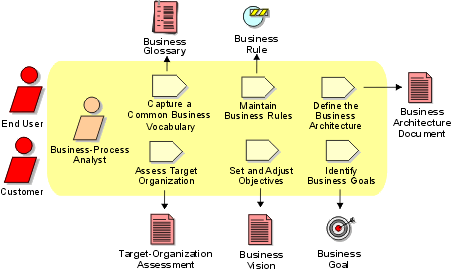 Business
Glossary
Business
Rule
End User
Customer
Business-Process
Analyst
Capture a
Common Business
Vocabulary
Maintain
Business Rules
Define the
Business
Architecture
Business
Architecture
Document
Assess Target
Organization
Set and Adjust
Objectives
Identify
Business Goals
Target-Organization
Assessment
Business
Vision
Business
Goal